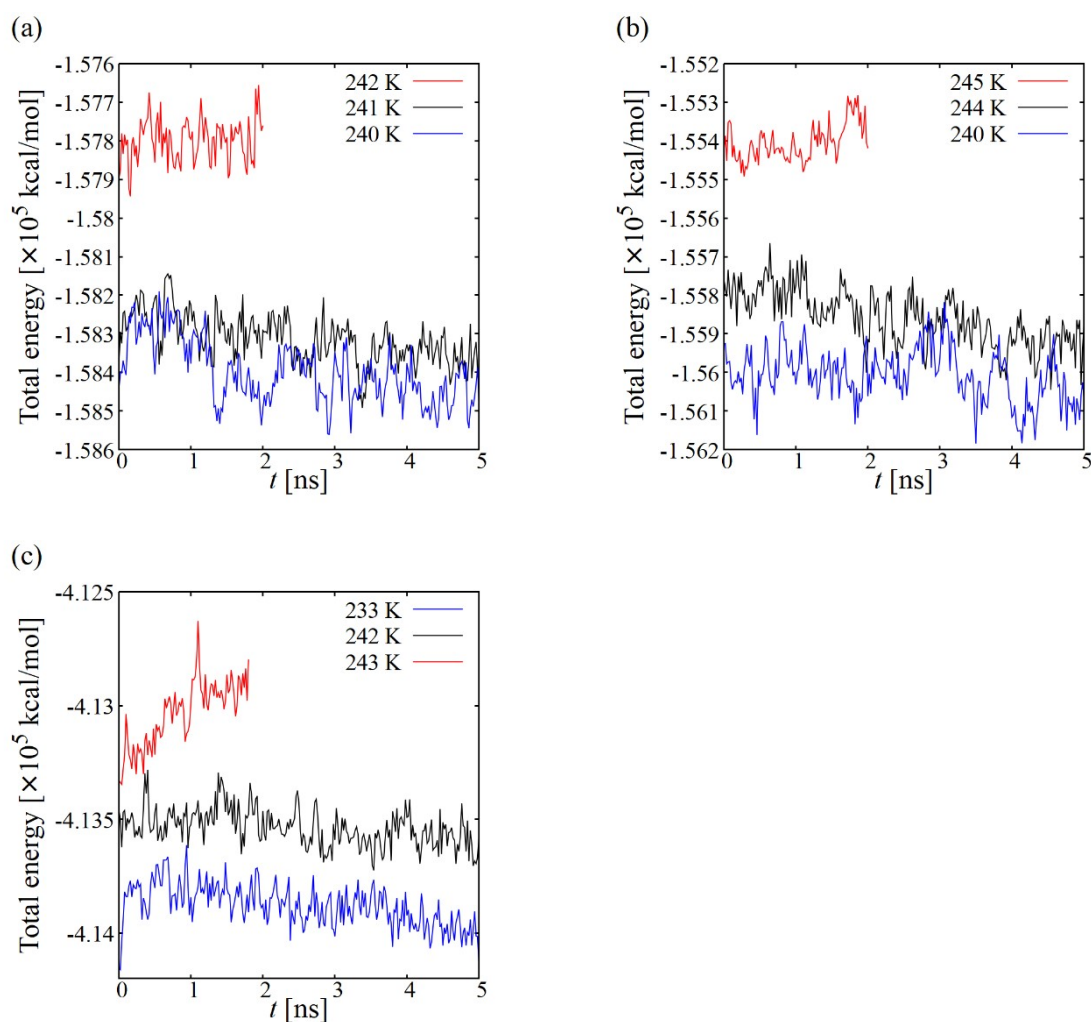 (a)
Total energy [×10⁵ kcal/mol]
-1.576
-1.577
-1.578
-1.579
-1.58
-1.581
-1.582
-1.583
-1.584
-1.585
-1.586
242 K
241 K
240 K
0 1 2 3 4 5
t [ns]
(b)
Total energy [×10⁵ kcal/mol]
-1.552
-1.553
-1.554
-1.555
-1.556
-1.557
-1.558
-1.559
-1.56
-1.561
-1.562
245 K
244 K
240 K
0 1 2 3 4 5
t [ns]
(c)
Total energy [×10⁵ kcal/mol]
-4.125
-4.13
-4.135
-4.14
233 K
242 K
243 K
0 1 2 3 4 5
t [ns]